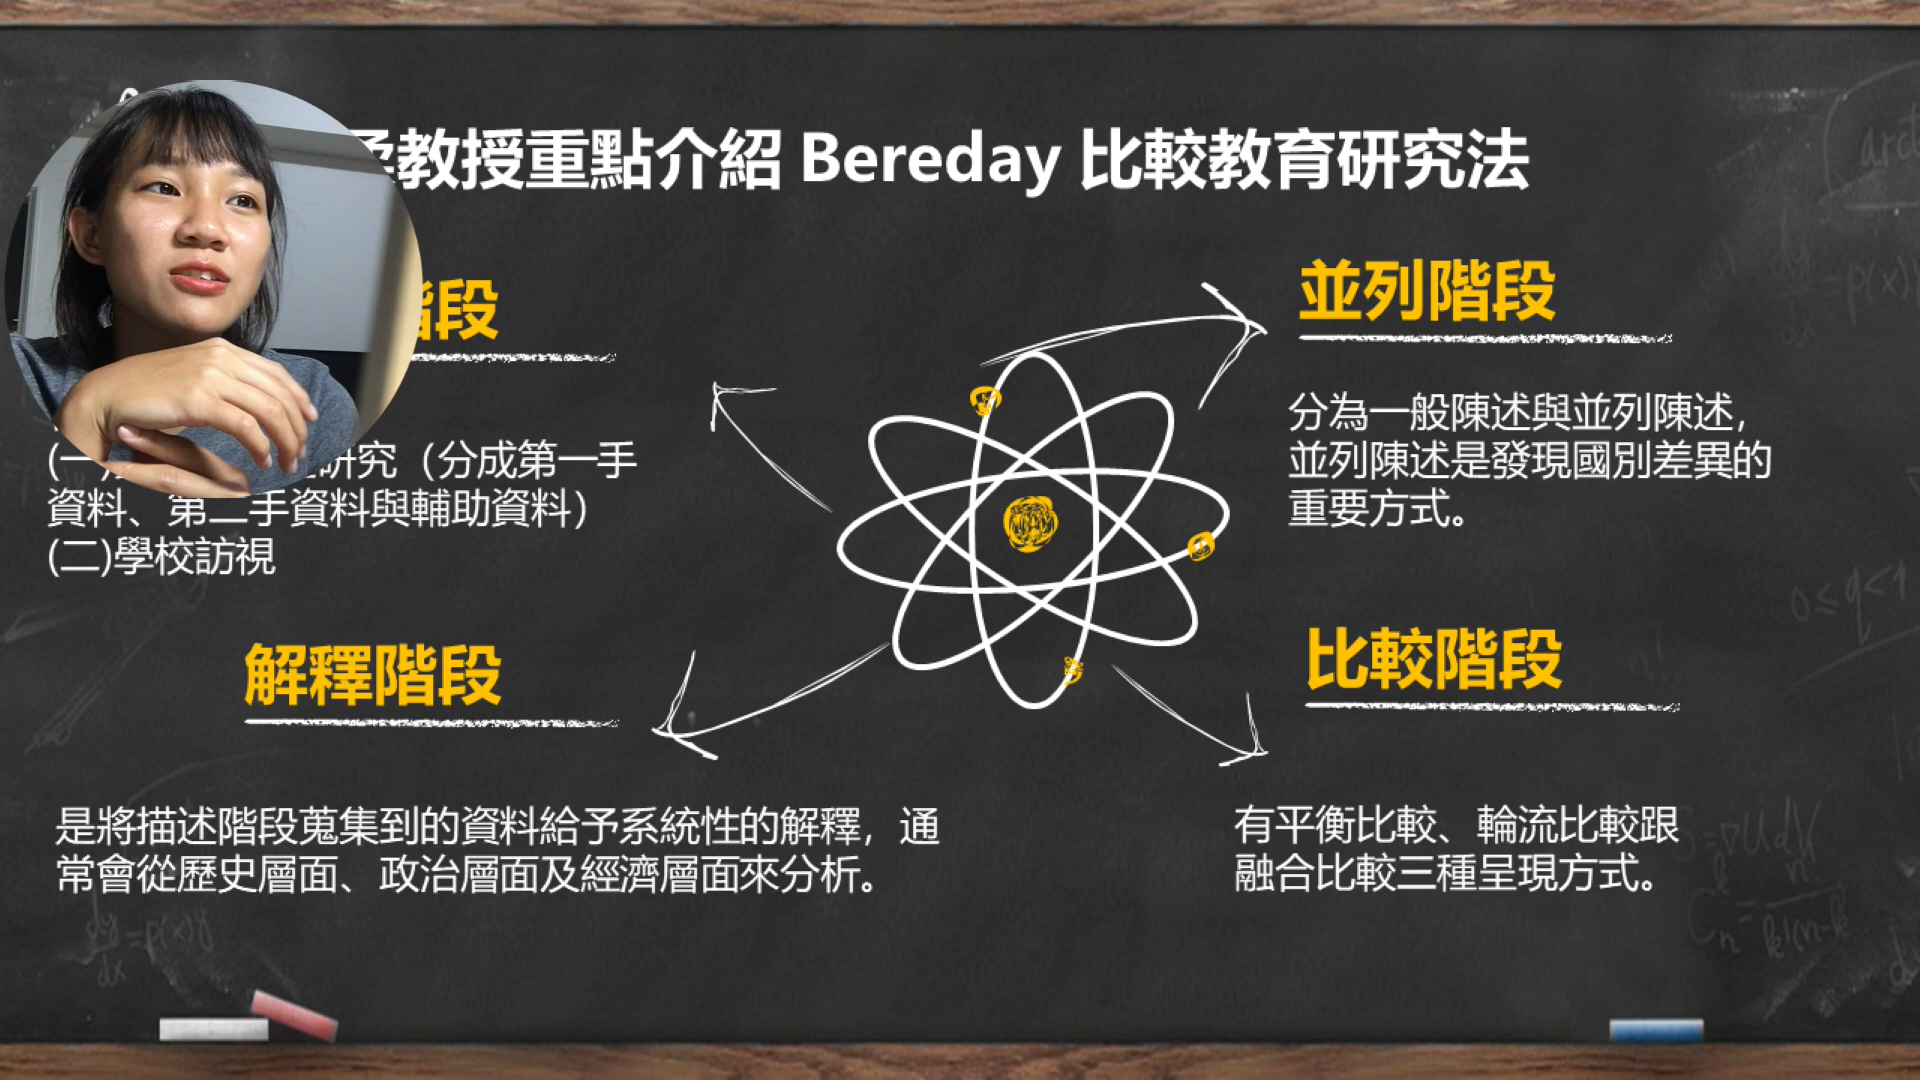 教授重點介紹 Bereday 比較教育研究法
階段
研究（分成第一手
資料、第二手資料與輔助資料）
(二)學校訪視
並列階段
分為一般陳述與並列陳述，
並列陳述是發現國別差異的
重要方式。
解釋階段
是將描述階段蒐集到的資料給予系統性的解釋，通
常會從歷史層面、政治層面及經濟層面來分析。
比較階段
有平衡比較、輪流比較跟
融合比較三種呈現方式。